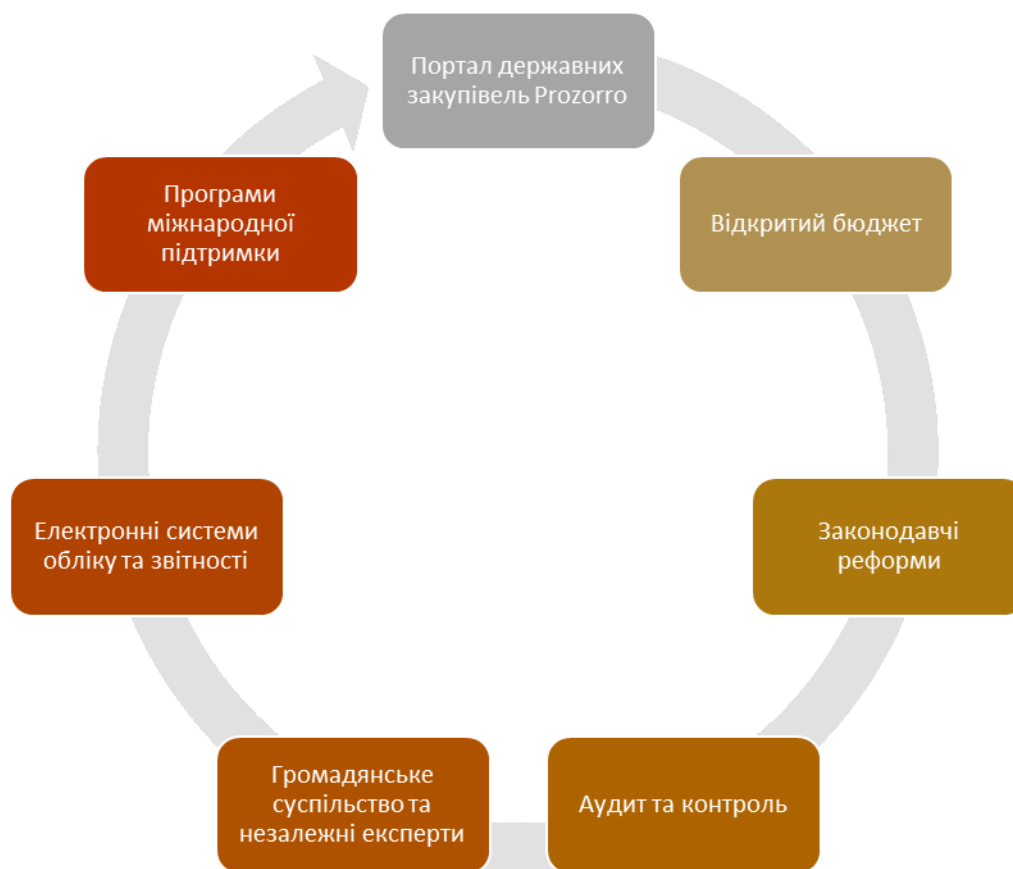 Портал державних
закупівель Prozorro
Відкритий бюджет
Законодавчі
реформи
Аудит та контроль
Громадянське
суспільство та
незалежні експерти
Електронні системи
обліку та звітності
Програми
міжнародної
підтримки